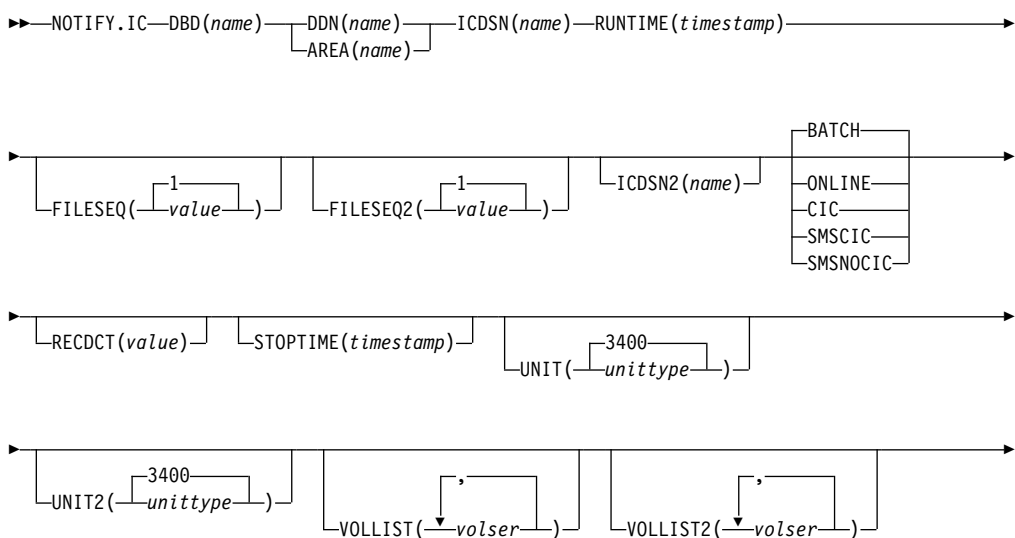 NOTIFY.IC DBD(name) DDN(name) ICDSN(name) RUNTIME(timestamp)
AREA(name)
BATCH
1 1 ICDSN2(name) ONLINE
FILESEQ( value ) FILESEQ2( value ) CIC
SMSCIC
SMSNOCIC
RECDCT(value) STOPTIME(timestamp) 3400
UNIT( unittype )
3400 , ,
UNIT2( unittype )
VOLLIST( volser ) VOLLIST2( volser )